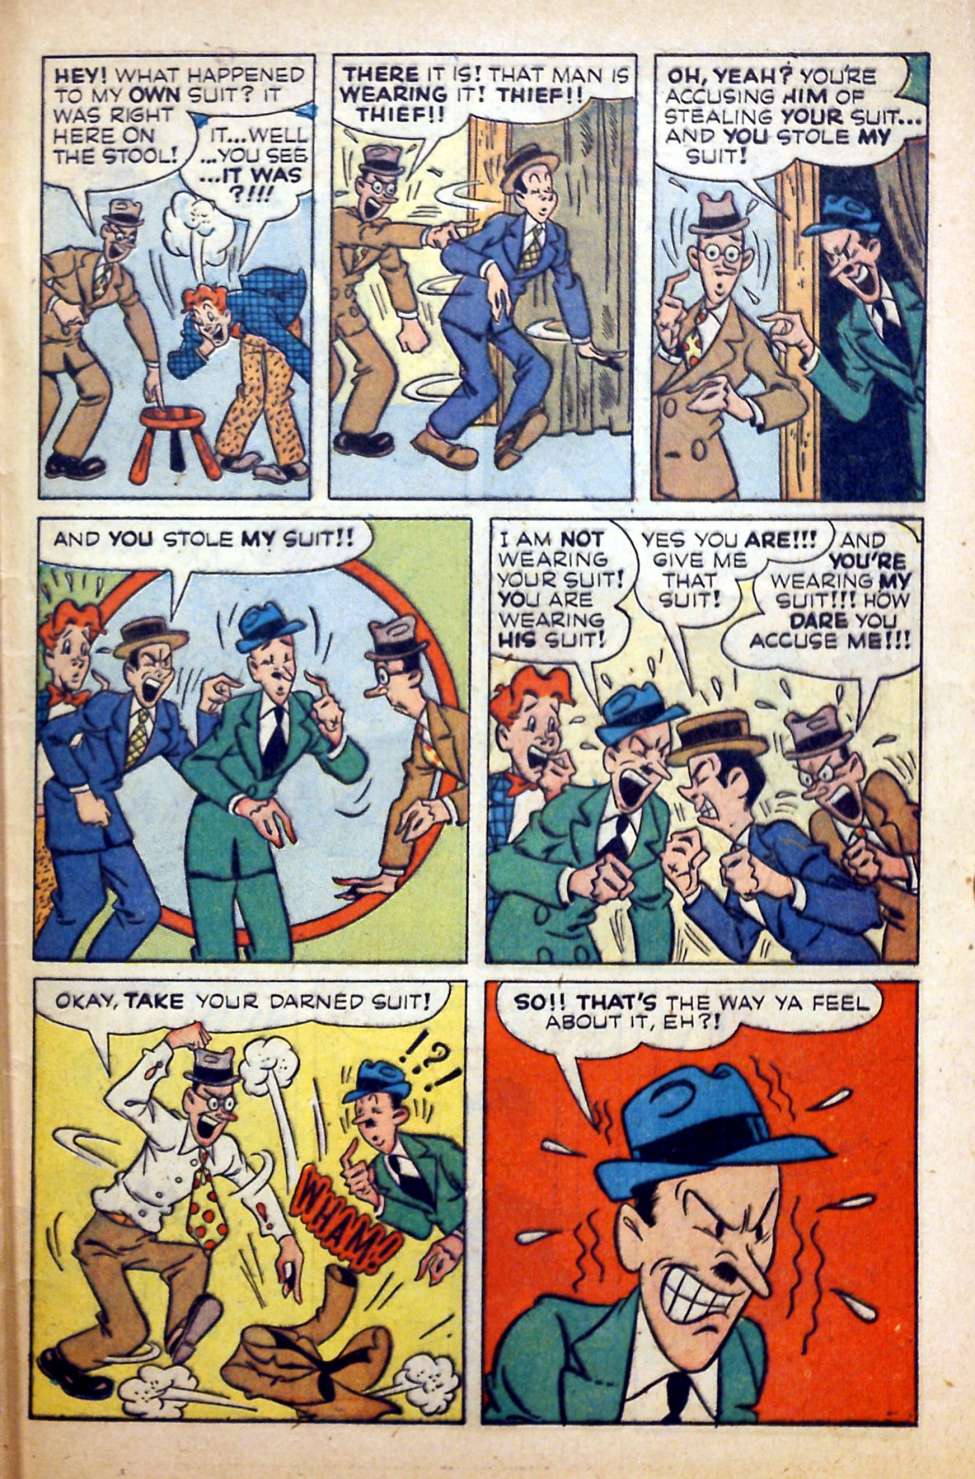 HEY! WHAT HAPPENED
TO MY OWN SUIT? IT
WAS RIGHT
HERE ON
THE STOOL!
IT...WELL
...YOU SEE
...IT WAS
?!!!
THERE IT IS! THAT MAN IS
WEARING IT! THIEF!!
THIEF!!
OH, YEAH? YOU'RE
ACCUSING HIM OF
STEALING YOUR SUIT...
AND YOU STOLE MY
SUIT!
AND YOU STOLE MY SUIT!!
I AM NOT
WEARING
YOUR SUIT!
YOU ARE
WEARING
HIS SUIT!
YES YOU ARE!!!
GIVE ME
THAT
SUIT!
AND
YOU'RE
WEARING MY
SUIT!!! HOW
DARE YOU
ACCUSE ME!!!
OKAY, TAKE YOUR DARNED SUIT!
!?!
WHAM!!
SO!! THAT'S THE WAY YA FEEL
ABOUT IT, EH?!